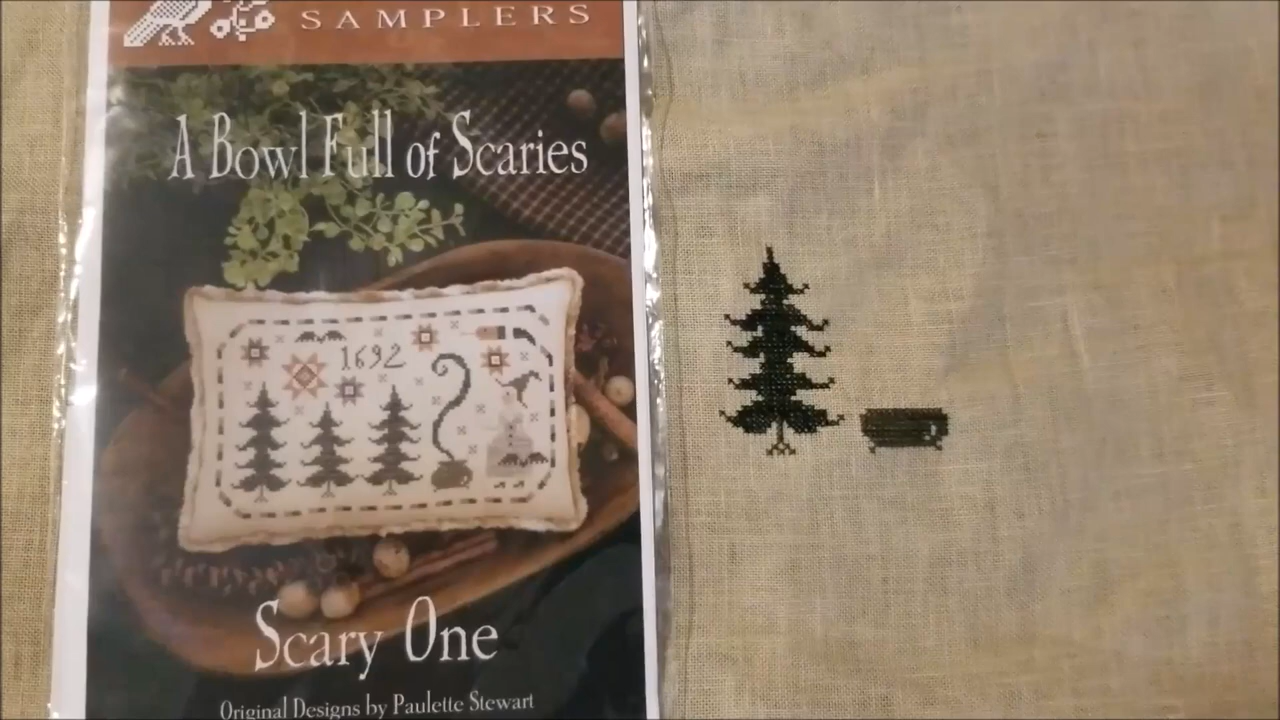 SAMPLERS
A Bowl Full of Scaries
1692
Scary One
Original Designs by Paulette Stewart